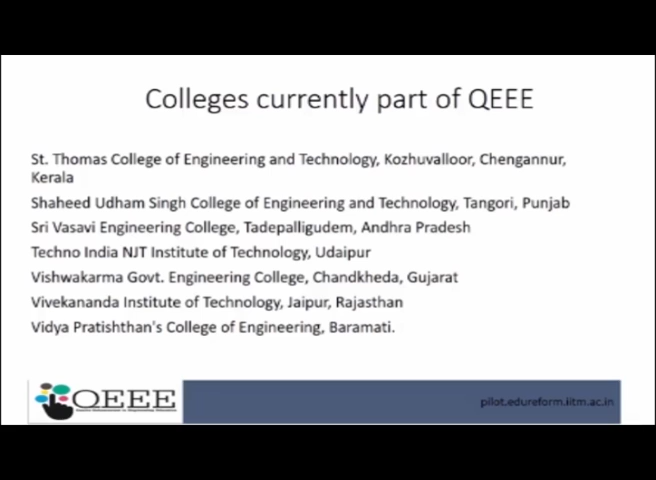 Colleges currently part of QEEE
St. Thomas College of Engineering and Technology, Kozhuvalloor, Chengannur,
Kerala
Shaheed Udham Singh College of Engineering and Technology, Tangori, Punjab
Sri Vasavi Engineering College, Tadepalligudem, Andhra Pradesh
Techno India NJT Institute of Technology, Udaipur
Vishwakarma Govt. Engineering College, Chandkheda, Gujarat
Vivekananda Institute of Technology, Jaipur, Rajasthan
Vidya Pratishthan's College of Engineering, Baramati.
QEEE
pilot.edureform.iitm.ac.in